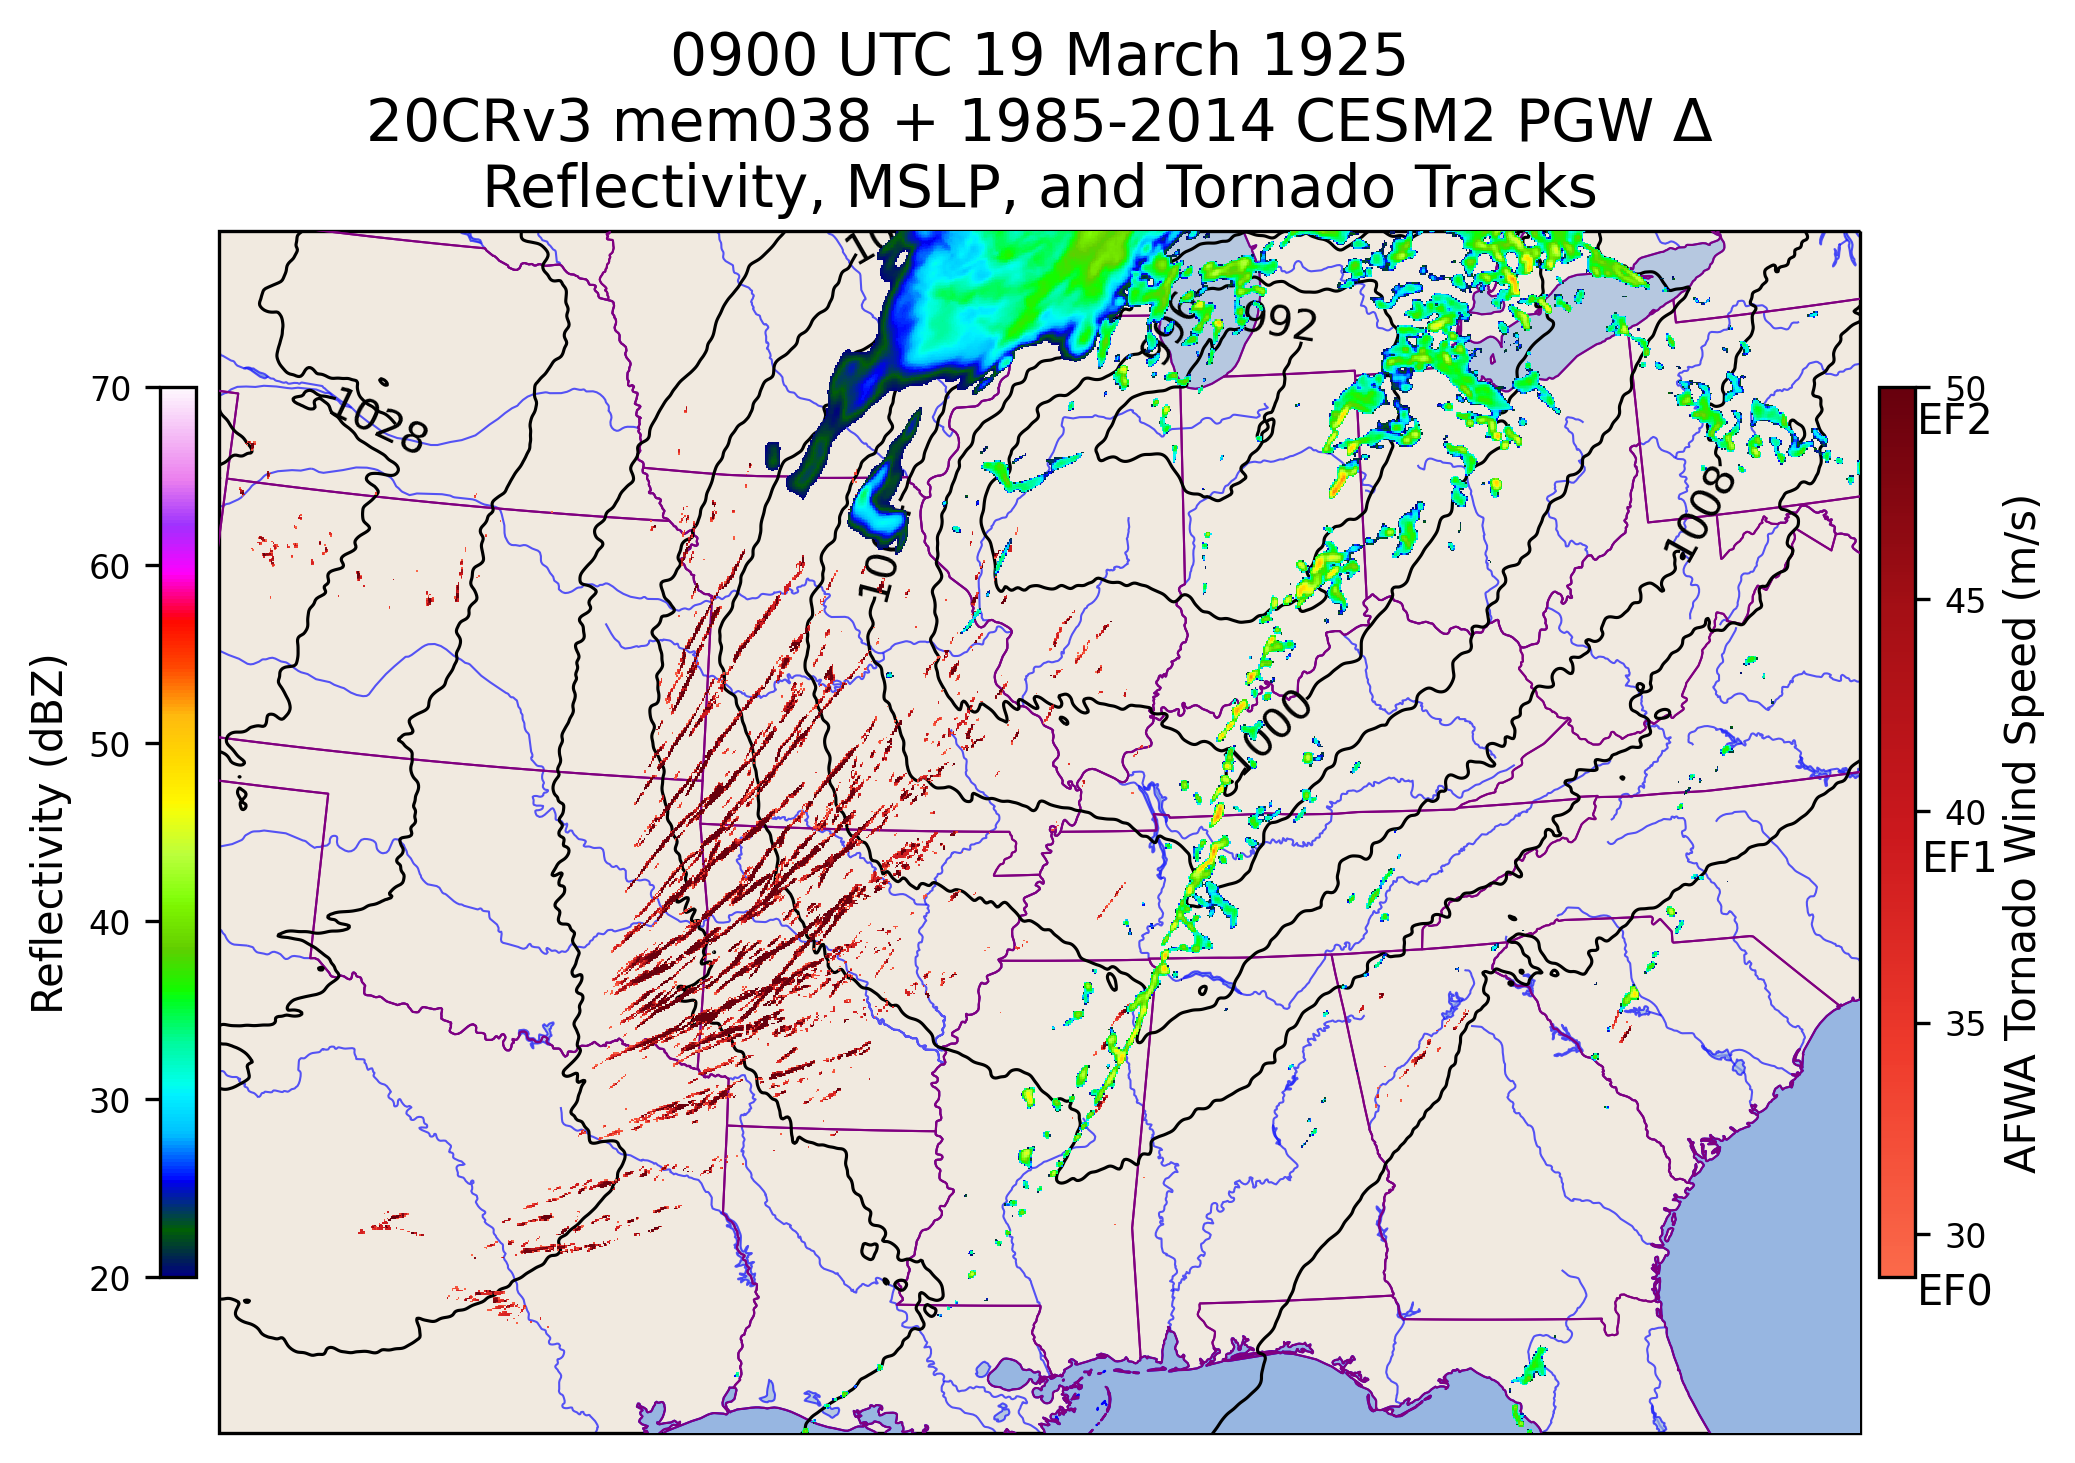 0900 UTC 19 March 1925
20CRv3 mem038 + 1985-2014 CESM2 PGW Δ
Reflectivity, MSLP, and Tornado Tracks
992
996
1028
1008
1000
70
60
50
40
30
20
Reflectivity (dBZ)
50
EF2
45
40
EF1
35
30
EF0
AFWA Tornado Wind Speed (m/s)